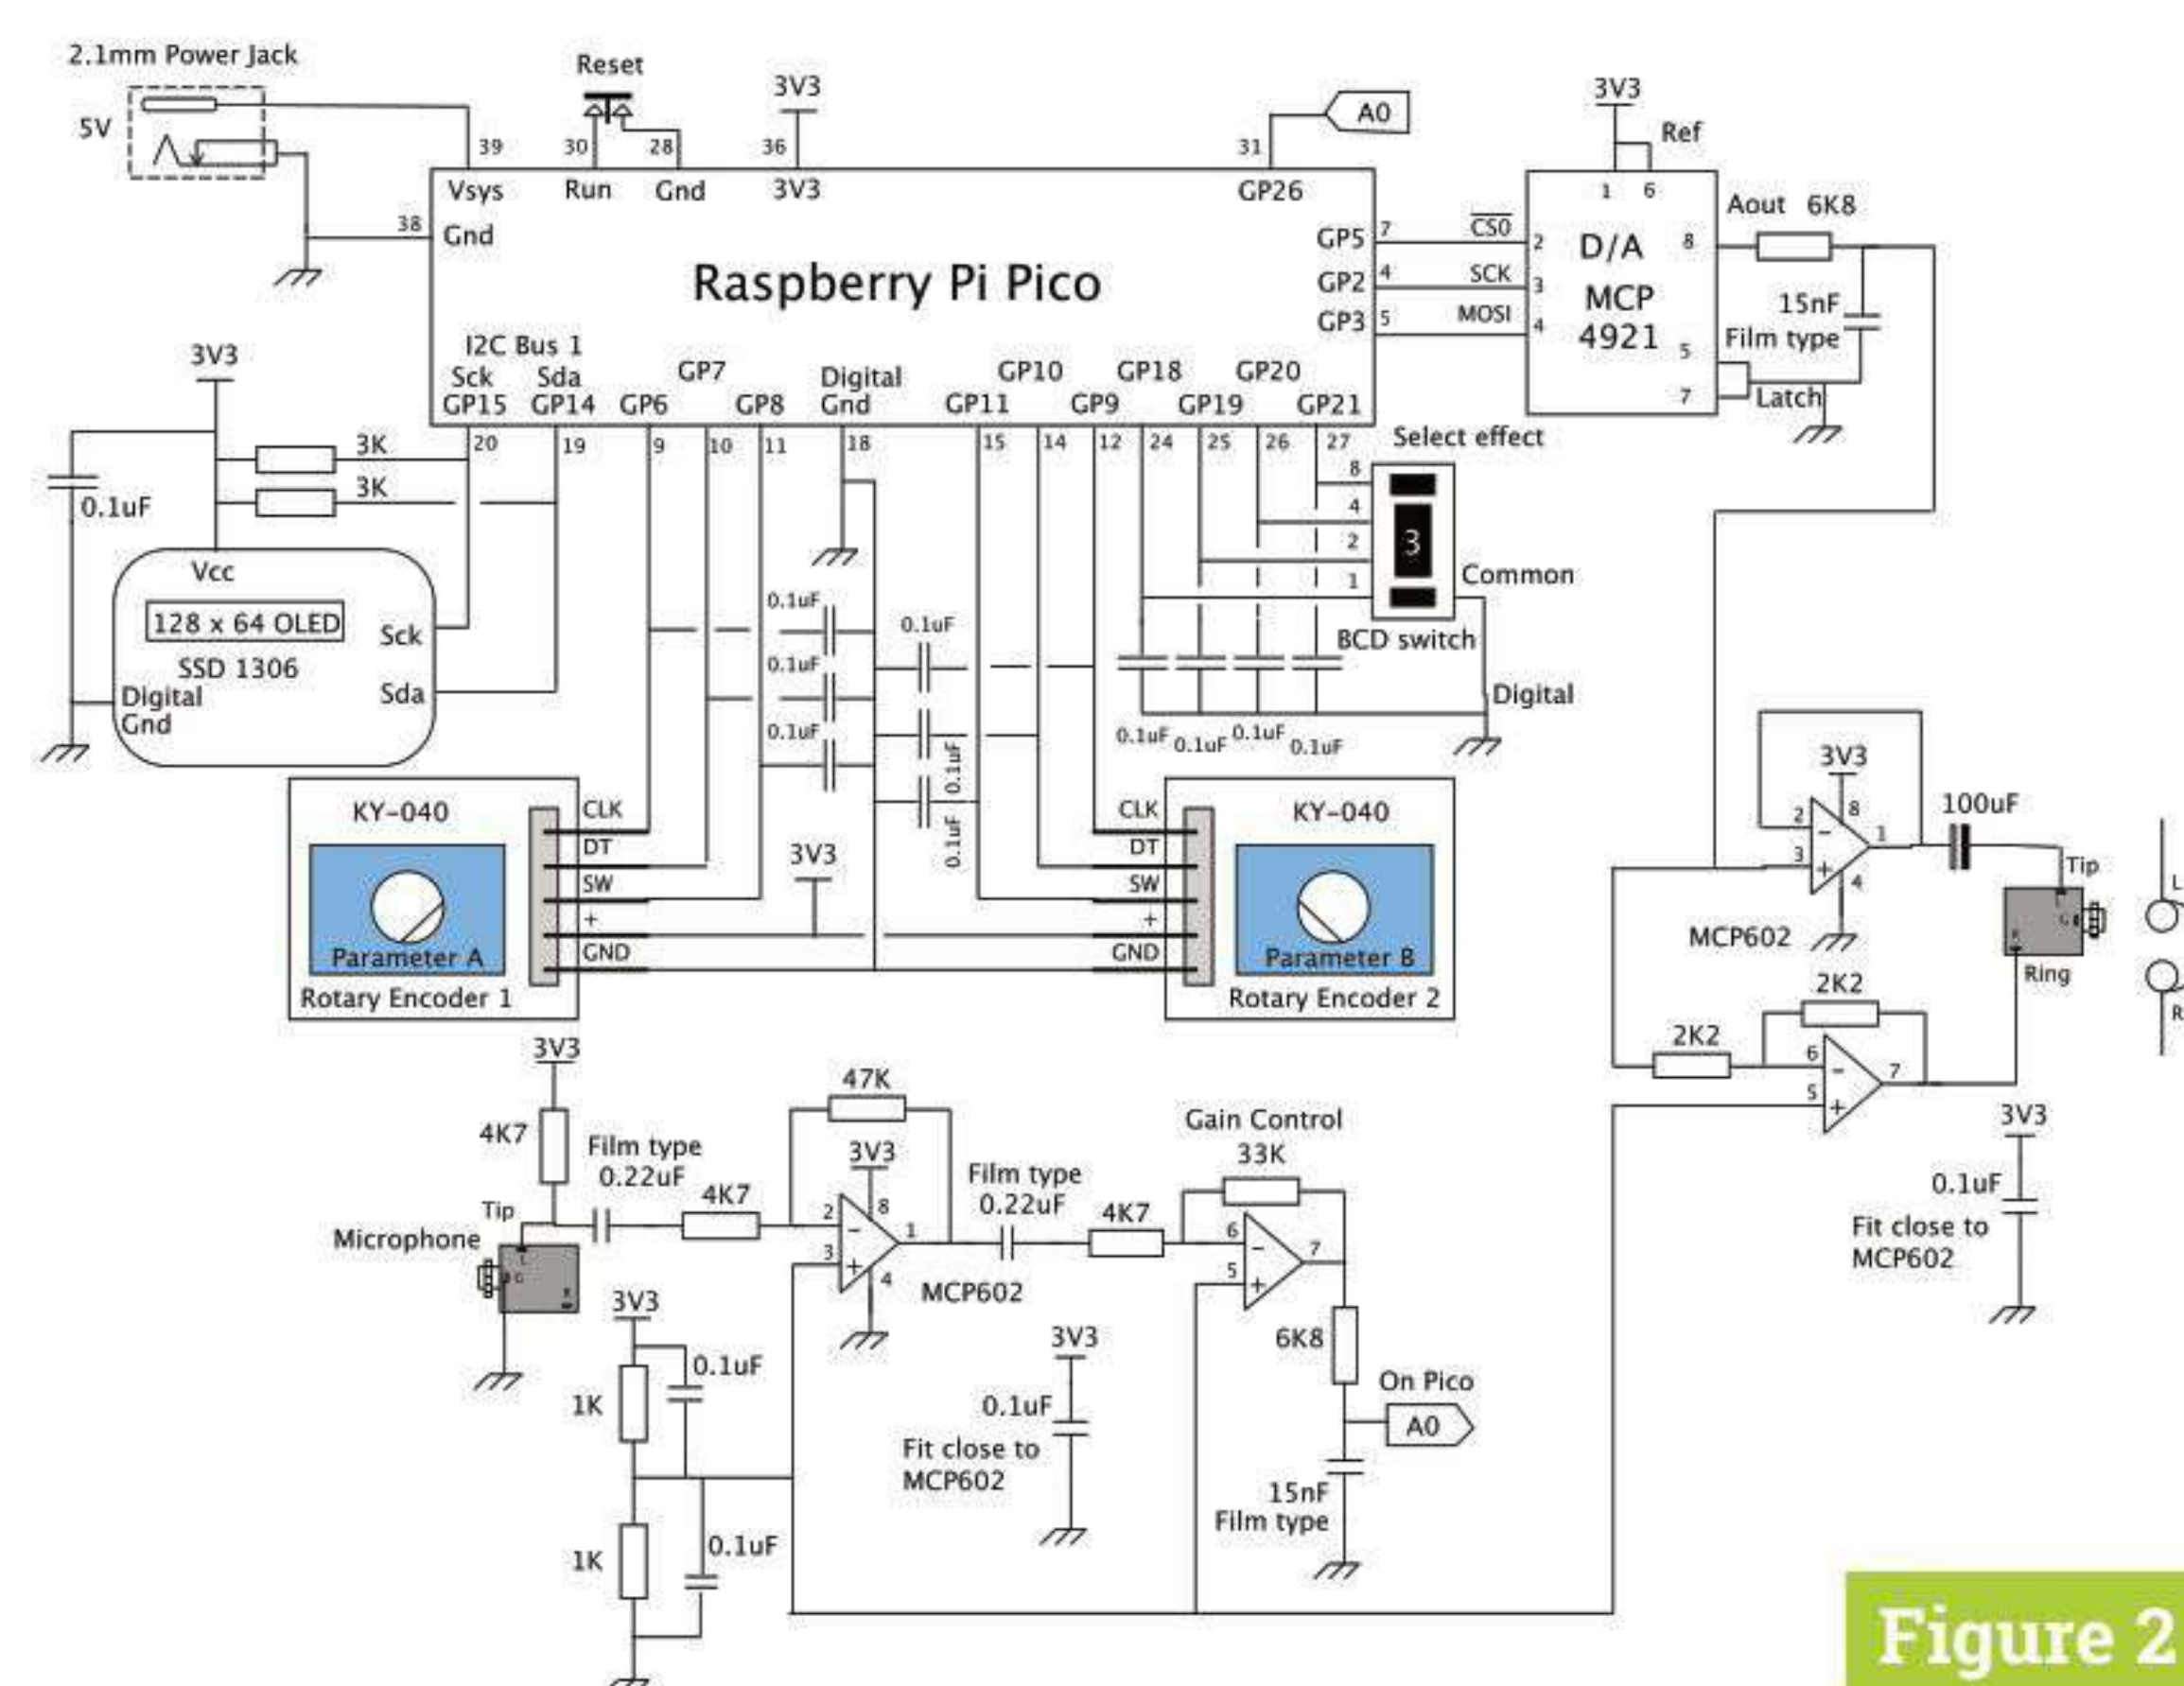 2.1mm Power Jack
5V
Reset
3V3
A0
3V3
Ref
39
30
28
36
31
Vsys
Run
Gnd
3V3
GP26
1
6
Aout 6K8
38
Gnd
Raspberry Pi Pico
GP5
7
CS0
2
GP2
4
SCK
3
GP3
5
MOSI
4
D/A
MCP
4921
8
5
7
15nF
Film type
Latch
I2C Bus 1
Sck
GP15
Sda
GP14
GP6
GP7
GP8
Digital
Gnd
GP11
GP10
GP9
GP18
GP19
GP20
GP21
20
19
9
10
11
18
15
14
12
24
25
26
27
3V3
3K
3K
0.1uF
Vcc
128 x 64 OLED
SSD 1306
Sck
Sda
Digital
Gnd
Select effect
8
4
2
1
3
Common
BCD switch
Digital
0.1uF
0.1uF
0.1uF
0.1uF
0.1uF
0.1uF
0.1uF
0.1uF
0.1uF
0.1uF
KY-040
Parameter A
Rotary Encoder 1
CLK
DT
SW
+
GND
3V3
CLK
DT
SW
+
GND
KY-040
Parameter B
Rotary Encoder 2
3V3
2
8
−
1
3
+
4
100uF
MCP602
Tip
L
G
R
Ring
L
R
2K2
2K2
6
−
7
5
+
3V3
0.1uF
Fit close to
MCP602
3V3
4K7
Film type
0.22uF
4K7
47K
3V3
2
8
−
1
3
+
4
MCP602
Tip
Microphone
L
G
R
Film type
0.22uF
4K7
Gain Control
33K
6
−
7
5
+
6K8
On Pico
A0
15nF
Film type
3V3
0.1uF
1K
1K
0.1uF
3V3
0.1uF
Fit close to
MCP602
Figure 2